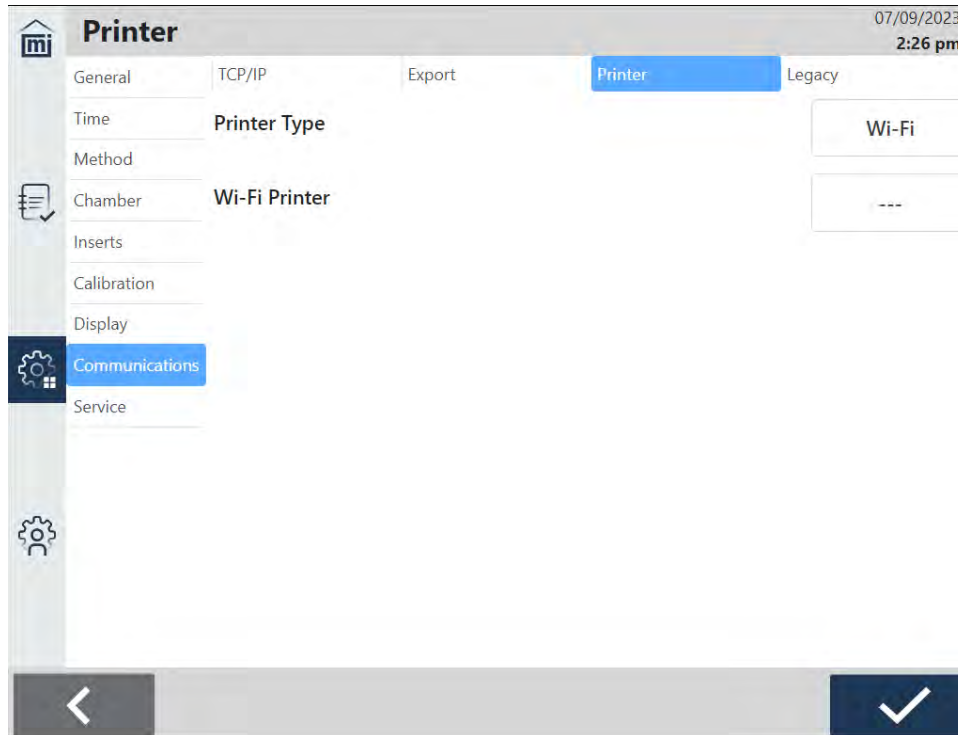 mi
Printer
07/09/2023
2:26 pm
General
Time
Method
Chamber
Inserts
Calibration
Display
Communications
Service
TCP/IP Export Printer Legacy
Printer Type Wi-Fi
Wi-Fi Printer ---